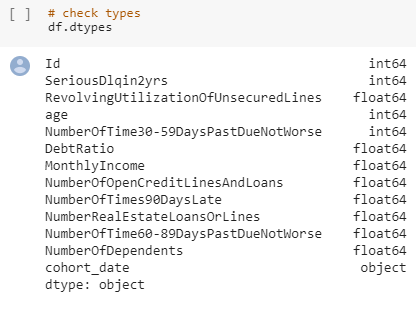 [ ] # check types
df.dtypes
Id int64
SeriousDlqin2yrs int64
RevolvingUtilizationOfUnsecuredLines float64
age int64
NumberOfTime30-59DaysPastDueNotWorse int64
DebtRatio float64
MonthlyIncome float64
NumberOfOpenCreditLinesAndLoans float64
NumberOfTimes90DaysLate float64
NumberRealEstateLoansOrLines float64
NumberOfTime60-89DaysPastDueNotWorse float64
NumberOfDependents float64
cohort_date object
dtype: object